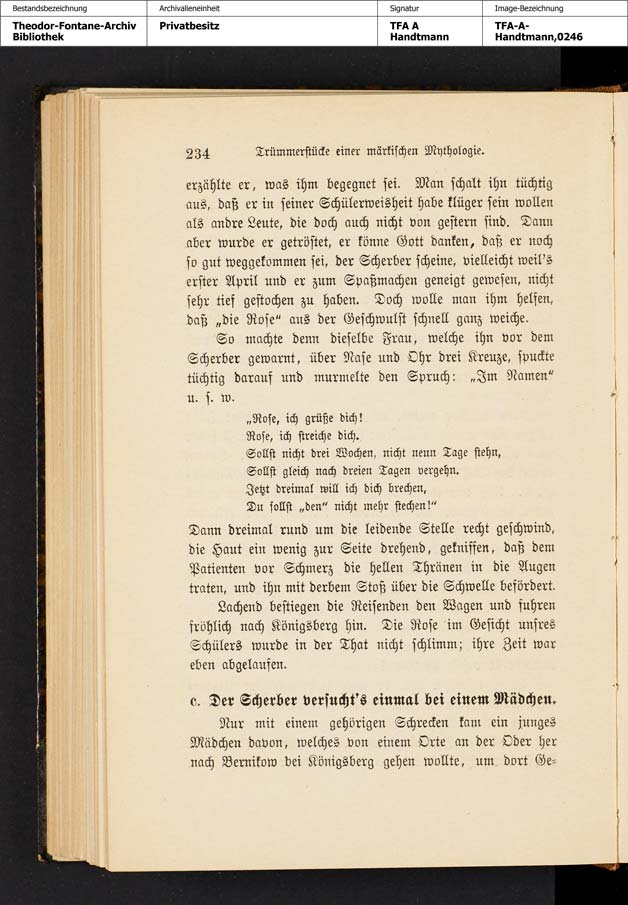 Bestandsbezeichnung
Archivalieneinheit
Signatur
Image-Bezeichnung
Theodor-Fontane-Archiv
Bibliothek
Privatbesitz
TFA A
Handtmann
TFA-A-
Handtmann,0246
234 Trümmerstücke einer märkischen Mythologie.
erzählte er, was ihm begegnet sei. Man schalt ihn tüchtig
aus, daß er in seiner Schülerweisheit habe klüger sein wollen
als andre Leute, die doch auch nicht von gestern sind. Dann
aber wurde er getröstet, er könne Gott danken, daß er noch
so gut weggekommen sei, der Scherber scheine, vielleicht weil's
erster April und er zum Spaßmachen geneigt gewesen, nicht
sehr tief gestochen zu haben. Doch wolle man ihm helfen,
daß „die Rose“ aus der Geschwulst schnell ganz weiche.
So machte denn dieselbe Frau, welche ihn vor dem
Scherber gewarnt, über Nase und Ohr drei Kreuze, spuckte
tüchtig darauf und murmelte den Spruch: „Im Namen“
u. s. w.
„Rose, ich grüße dich!
Rose, ich streiche dich.
Sollst nicht drei Wochen, nicht neun Tage stehn,
Sollst gleich nach dreien Tagen vergehn.
Jetzt dreimal will ich dich brechen,
Du sollst „den“ nicht mehr stechen!“
Dann dreimal rund um die leidende Stelle recht geschwind,
die Haut ein wenig zur Seite drehend, gekniffen, daß dem
Patienten vor Schmerz die hellen Thränen in die Augen
traten, und ihn mit derbem Stoß über die Schwelle befördert.
Lachend bestiegen die Reisenden den Wagen und fuhren
fröhlich nach Königsberg hin. Die Rose im Gesicht unsres
Schülers wurde in der That nicht schlimm; ihre Zeit war
eben abgelaufen.
c. Der Scherber versucht's einmal bei einem Mädchen.
Nur mit einem gehörigen Schrecken kam ein junges
Mädchen davon, welches von einem Orte an der Oder her
nach Bernikow bei Königsberg gehen wollte, um dort Ge-